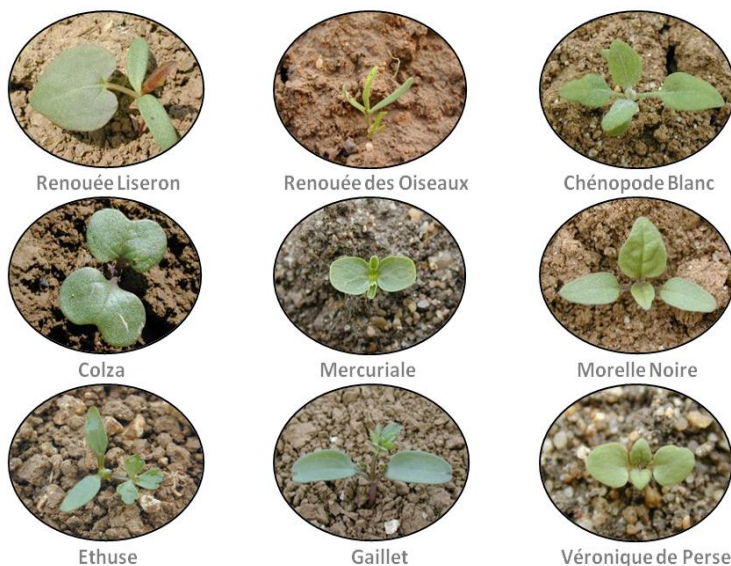 Renouée Liseron
Renouée des Oiseaux
Chénopode Blanc
Colza
Mercuriale
Morelle Noire
Ethuse
Gaillet
Véronique de Perse